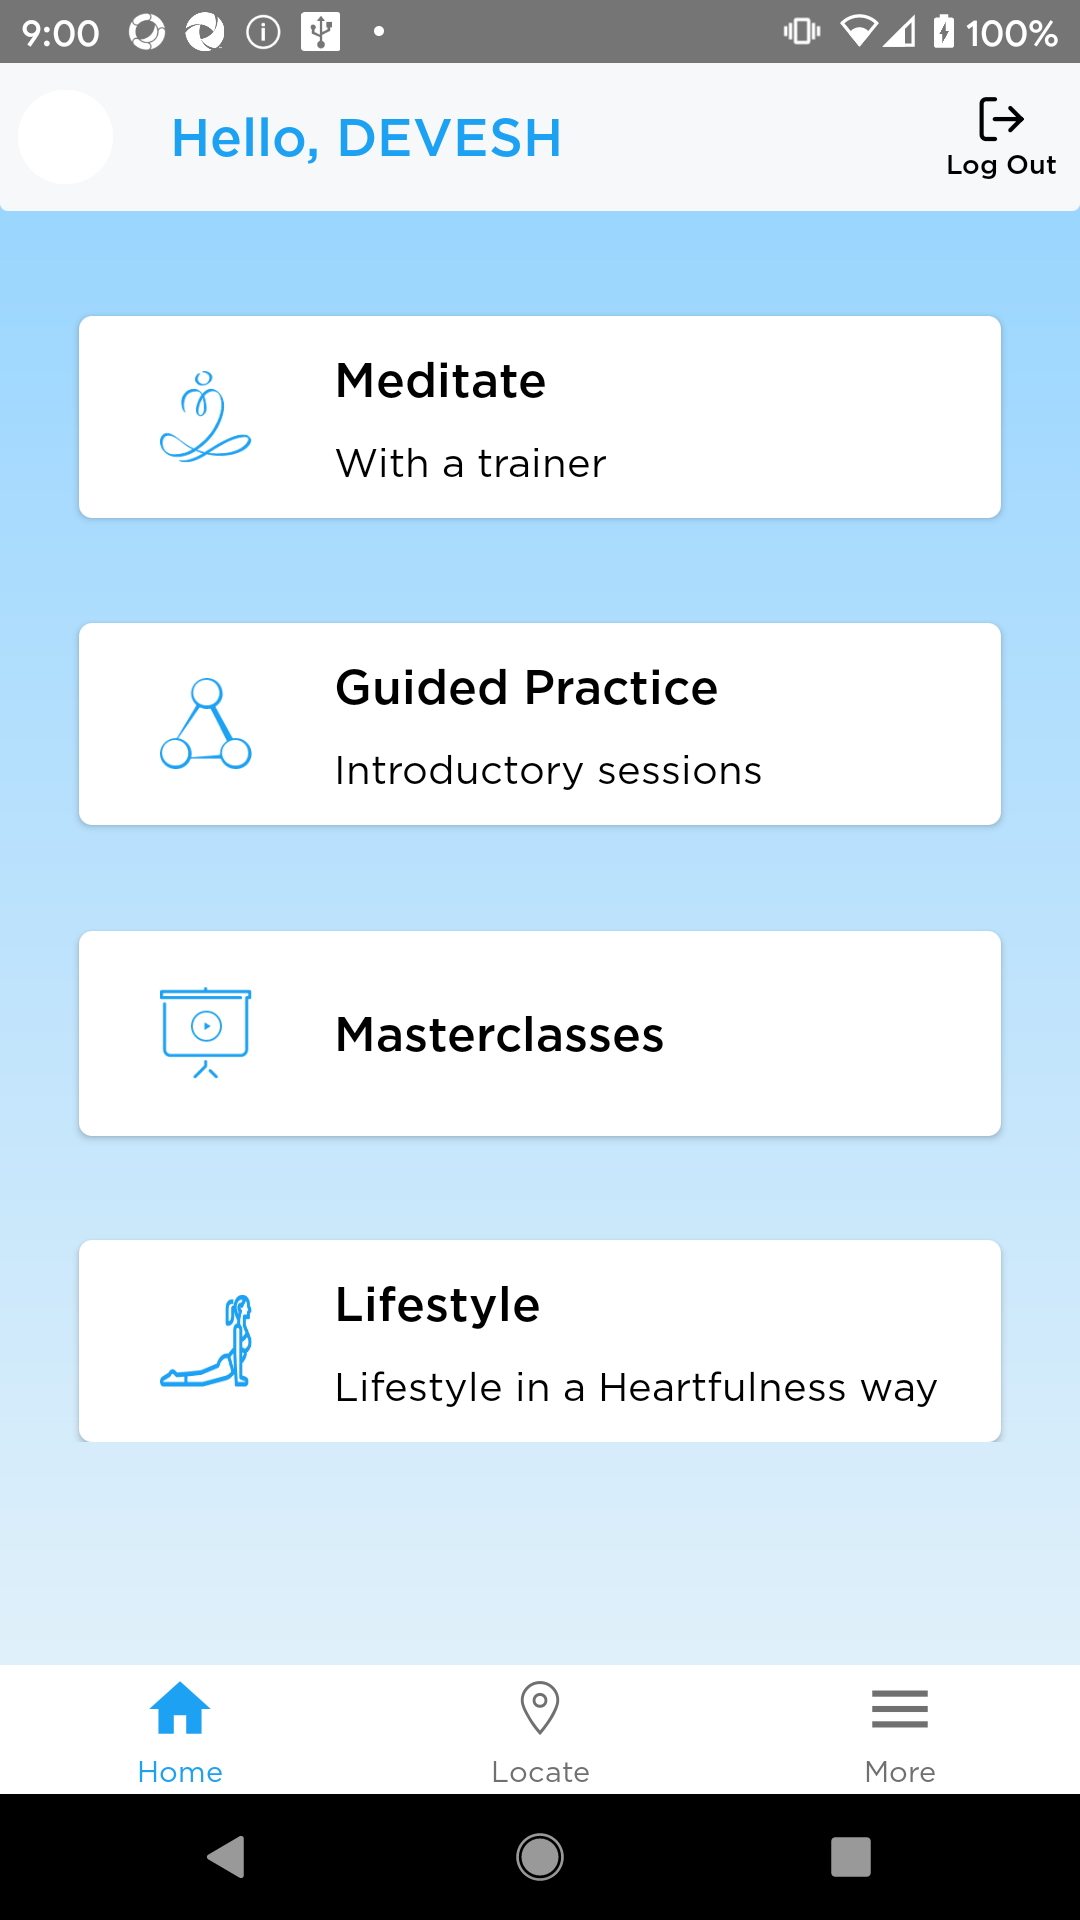 9:00
100%
Hello, DEVESH
Log Out
Meditate
With a trainer
Guided Practice
Introductory sessions
Masterclasses
Lifestyle
Lifestyle in a Heartfulness way
Home
Locate
More